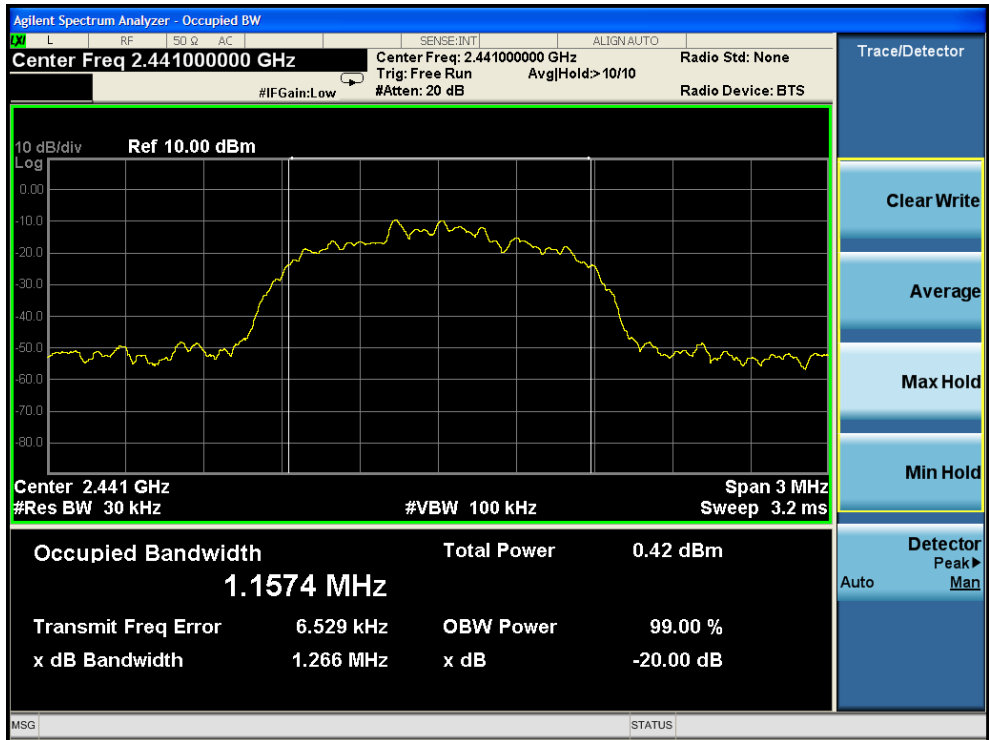 Agilent Spectrum Analyzer - Occupied BW
LXI L RF 50 Ω AC SENSE:INT ALIGN AUTO
Center Freq 2.441000000 GHz
Center Freq: 2.441000000 GHz
Radio Std: None
Trig: Free Run Avg|Hold:>10/10
#IFGain:Low
#Atten: 20 dB
Radio Device: BTS
Trace/Detector
10 dB/div Ref 10.00 dBm
Log
0.00
-10.0
-20.0
-30.0
-40.0
-50.0
-60.0
-70.0
-80.0
Center 2.441 GHz
Span 3 MHz
#Res BW 30 kHz
#VBW 100 kHz
Sweep 3.2 ms
Occupied Bandwidth
1.1574 MHz
Total Power 0.42 dBm
Transmit Freq Error 6.529 kHz
OBW Power 99.00 %
x dB Bandwidth 1.266 MHz
x dB -20.00 dB
Clear Write
Average
Max Hold
Min Hold
Detector
Peak▶
Auto Man
MSG
STATUS